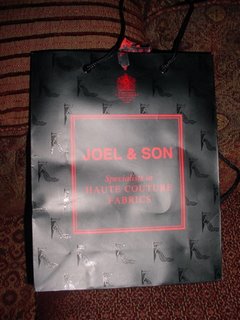 JOEL & SON
Specialists in
HAUTE COUTURE
FABRICS